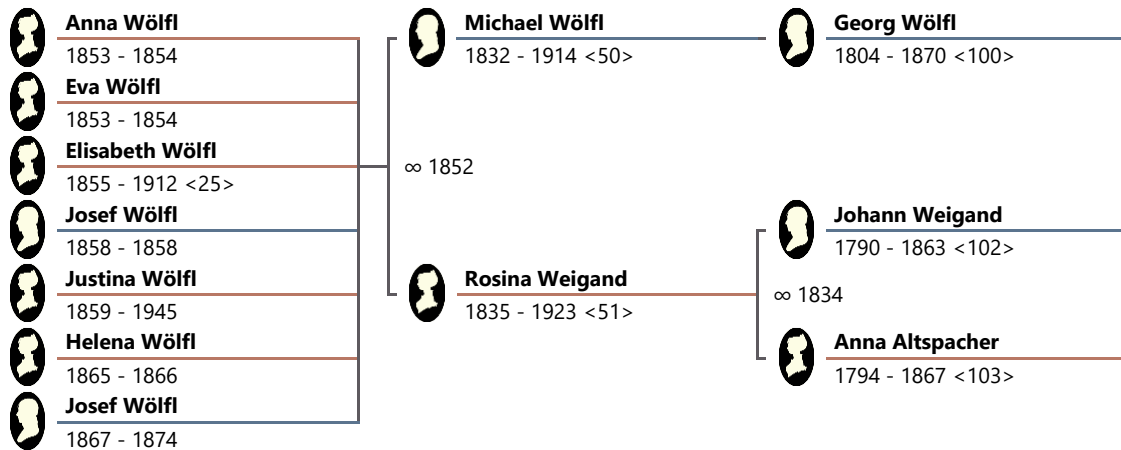 Anna Wölfl
1853 - 1854
Eva Wölfl
1853 - 1854
Elisabeth Wölfl
1855 - 1912 <25>
Josef Wölfl
1858 - 1858
Justina Wölfl
1859 - 1945
Helena Wölfl
1865 - 1866
Josef Wölfl
1867 - 1874
Michael Wölfl
1832 - 1914 <50>
∞ 1852
Rosina Weigand
1835 - 1923 <51>
Georg Wölfl
1804 - 1870 <100>
Johann Weigand
1790 - 1863 <102>
∞ 1834
Anna Altspacher
1794 - 1867 <103>